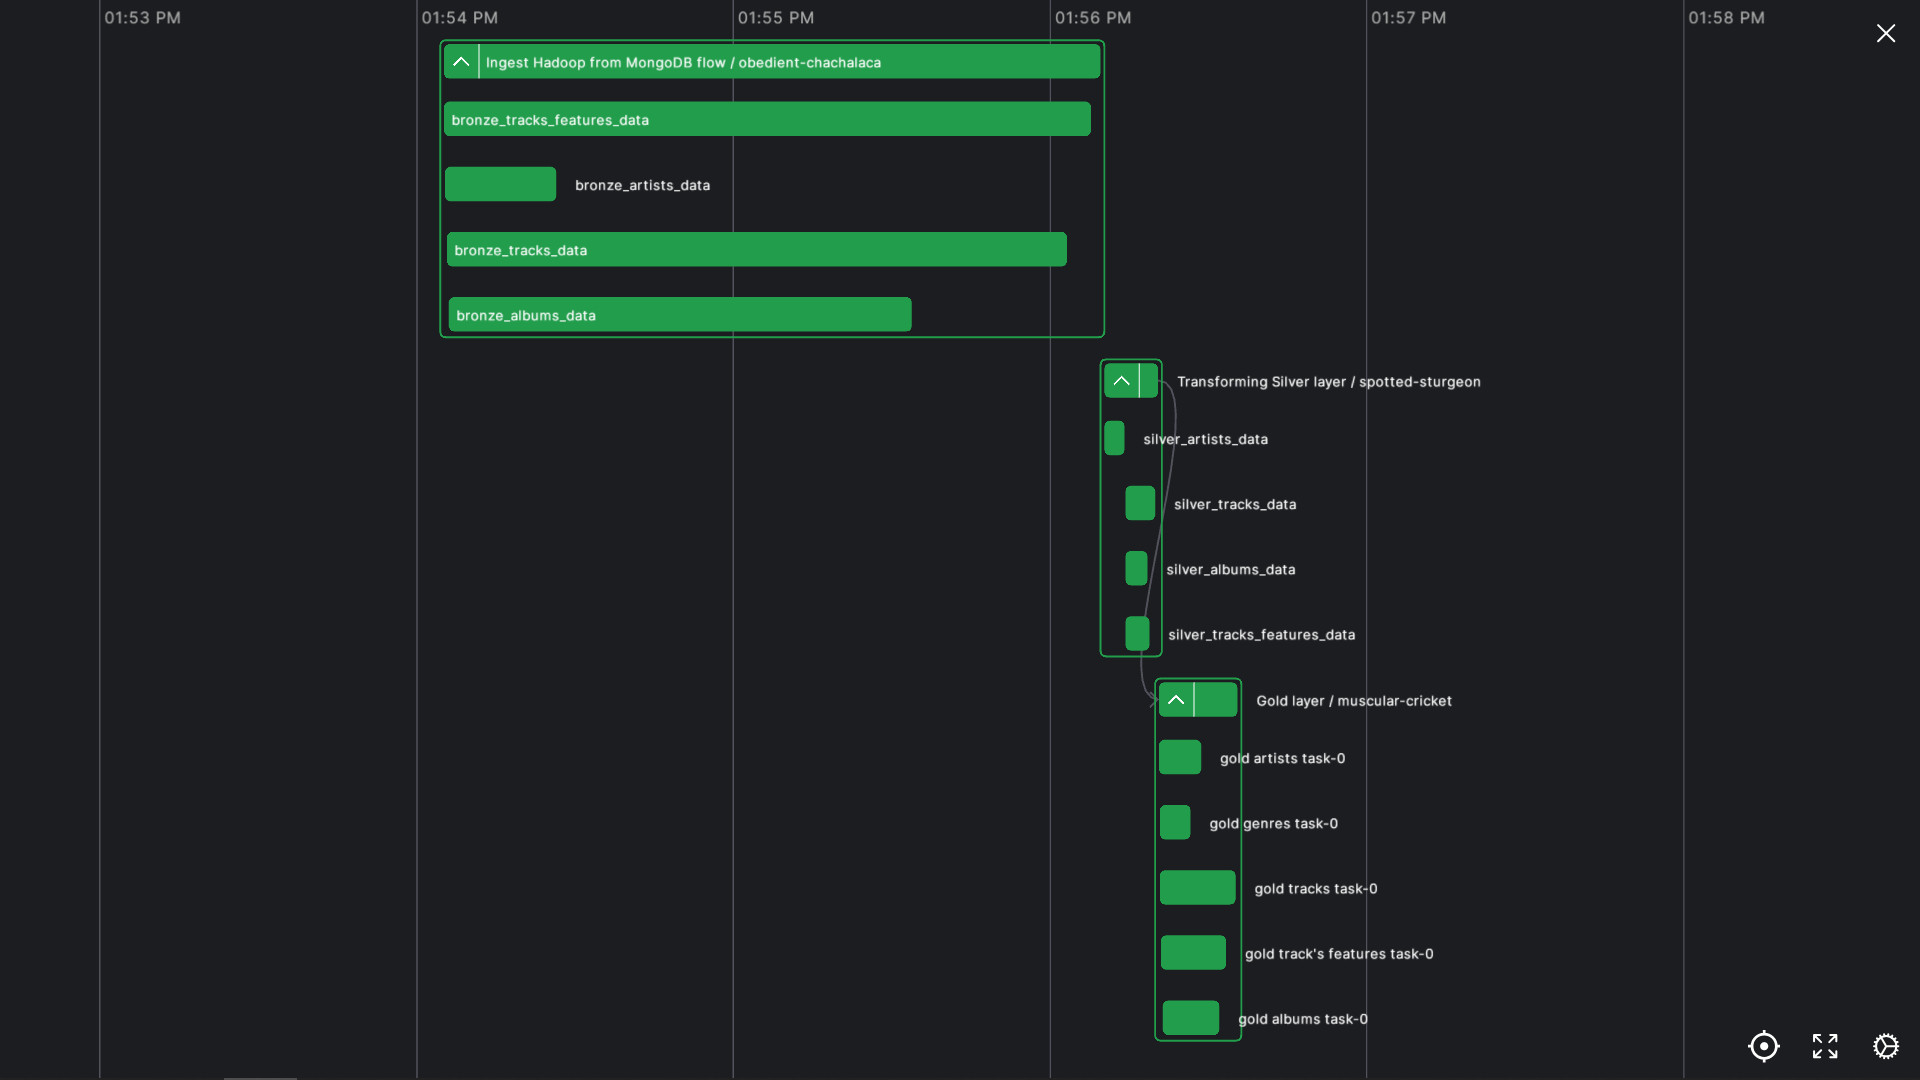 01:53 PM
01:54 PM
01:55 PM
01:56 PM
01:57 PM
01:58 PM
Ingest Hadoop from MongoDB flow / obedient-chachalaca
bronze_tracks_features_data
bronze_artists_data
bronze_tracks_data
bronze_albums_data
Transforming Silver layer / spotted-sturgeon
silver_artists_data
silver_tracks_data
silver_albums_data
silver_tracks_features_data
Gold layer / muscular-cricket
gold artists task-0
gold genres task-0
gold tracks task-0
gold track's features task-0
gold albums task-0